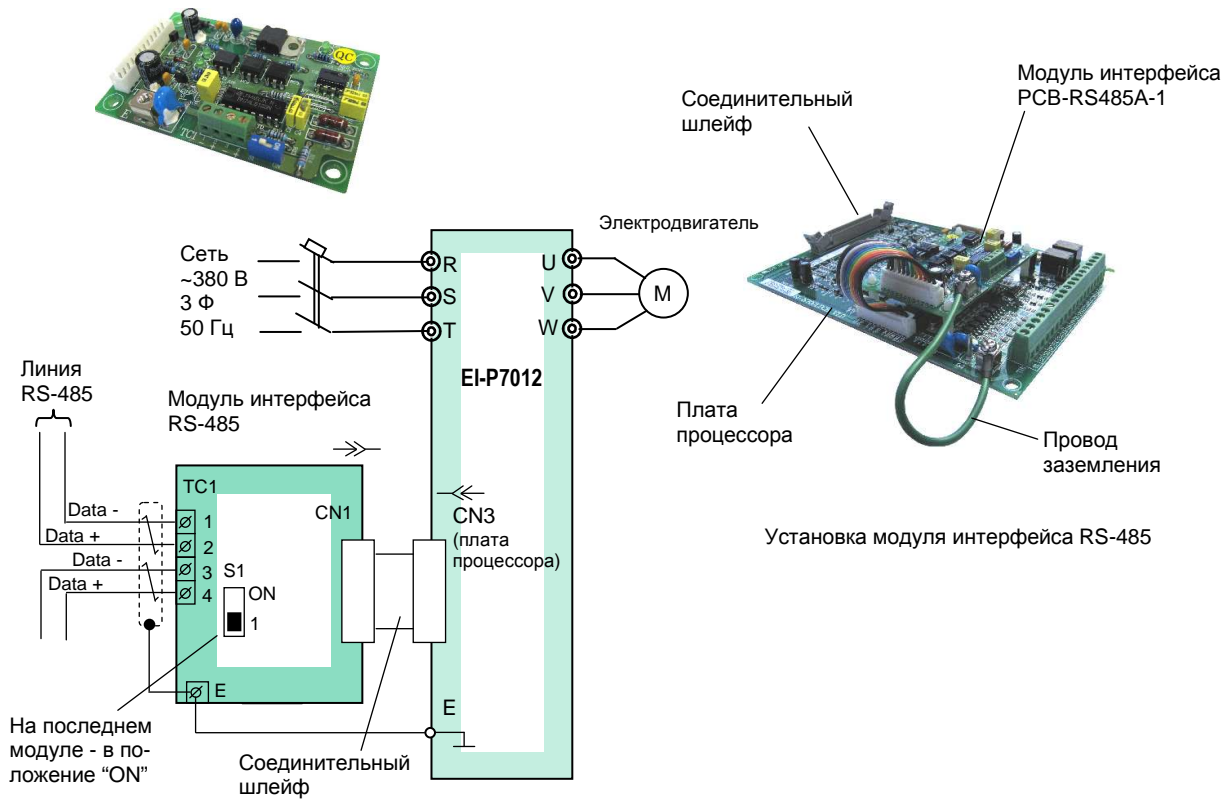 QC
E
TC1
Соединительный
шлейф
Модуль интерфейса
PCB-RS485A-1
Плата
процессора
Провод
заземления
Установка модуля интерфейса RS-485
Электродвигатель
Сеть
~380 В
3 Ф
50 Гц
R
S
T
U
V
W
M
EI-P7012
Линия
RS-485
Модуль интерфейса
RS-485
TC1
Data -
1
Data +
2
Data -
3
Data +
4
S1
ON
1
CN1
CN3
(плата
процессора)
E
E
На последнем
модуле - в по-
ложение “ON”
Соединительный
шлейф